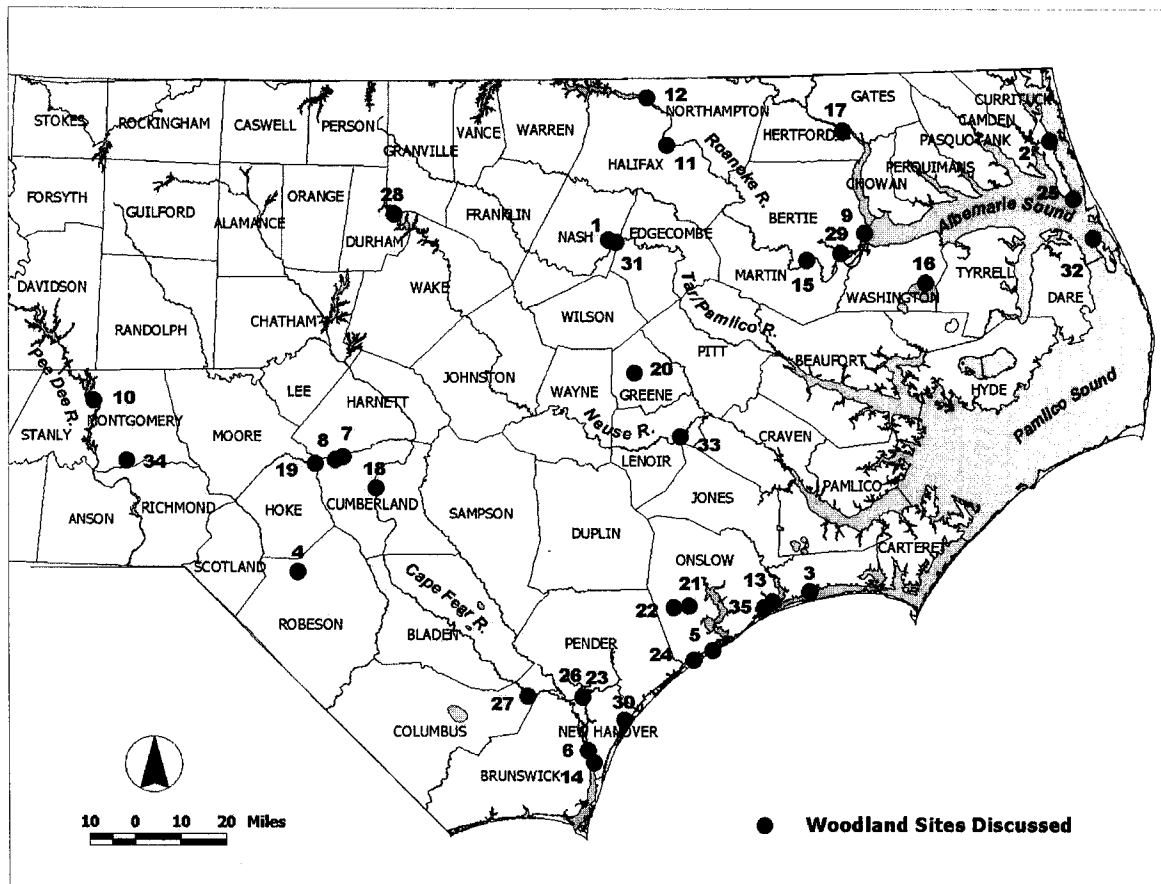 STOKES
ROCKINGHAM
CASWELL
PERSON
GRANVILLE
VANCE
WARREN
12
NORTHAMPTON
HALIFAX
11
Roanoke R.
HERTFORD
17
GATES
CURRITUCK
CAMDEN
PASQUOTANK
PERQUIMANS
CHOWAN
2
25
Albemarle Sound
FORSYTH
GUILFORD
ALAMANCE
ORANGE
28
DURHAM
FRANKLIN
NASH
1
31
EDGECOMBE
BERTIE
9
29
MARTIN
15
WASHINGTON
16
TYRRELL
32
DARE
DAVIDSON
RANDOLPH
CHATHAM
WAKE
WILSON
Tar/Pamlico R.
PITT
BEAUFORT
HYDE
Pamlico Sound
Pee Dee R.
10
MONTGOMERY
STANLY
34
MOORE
LEE
HARNETT
JOHNSTON
WAYNE
20
GREENE
Neuse R.
33
LENOIR
CRAVEN
PAMLICO
JONES
8
7
19
18
CUMBERLAND
HOKE
ANSON
RICHMOND
SCOTLAND
4
ROBESON
SAMPSON
DUPLIN
ONSLOW
CARTERET
13
3
21
22
35
5
24
Cape Fear R.
BLADEN
PENDER
26
23
27
30
NEW HANOVER
COLUMBUS
6
BRUNSWICK
14
10 0 10 20 Miles
Woodland Sites Discussed